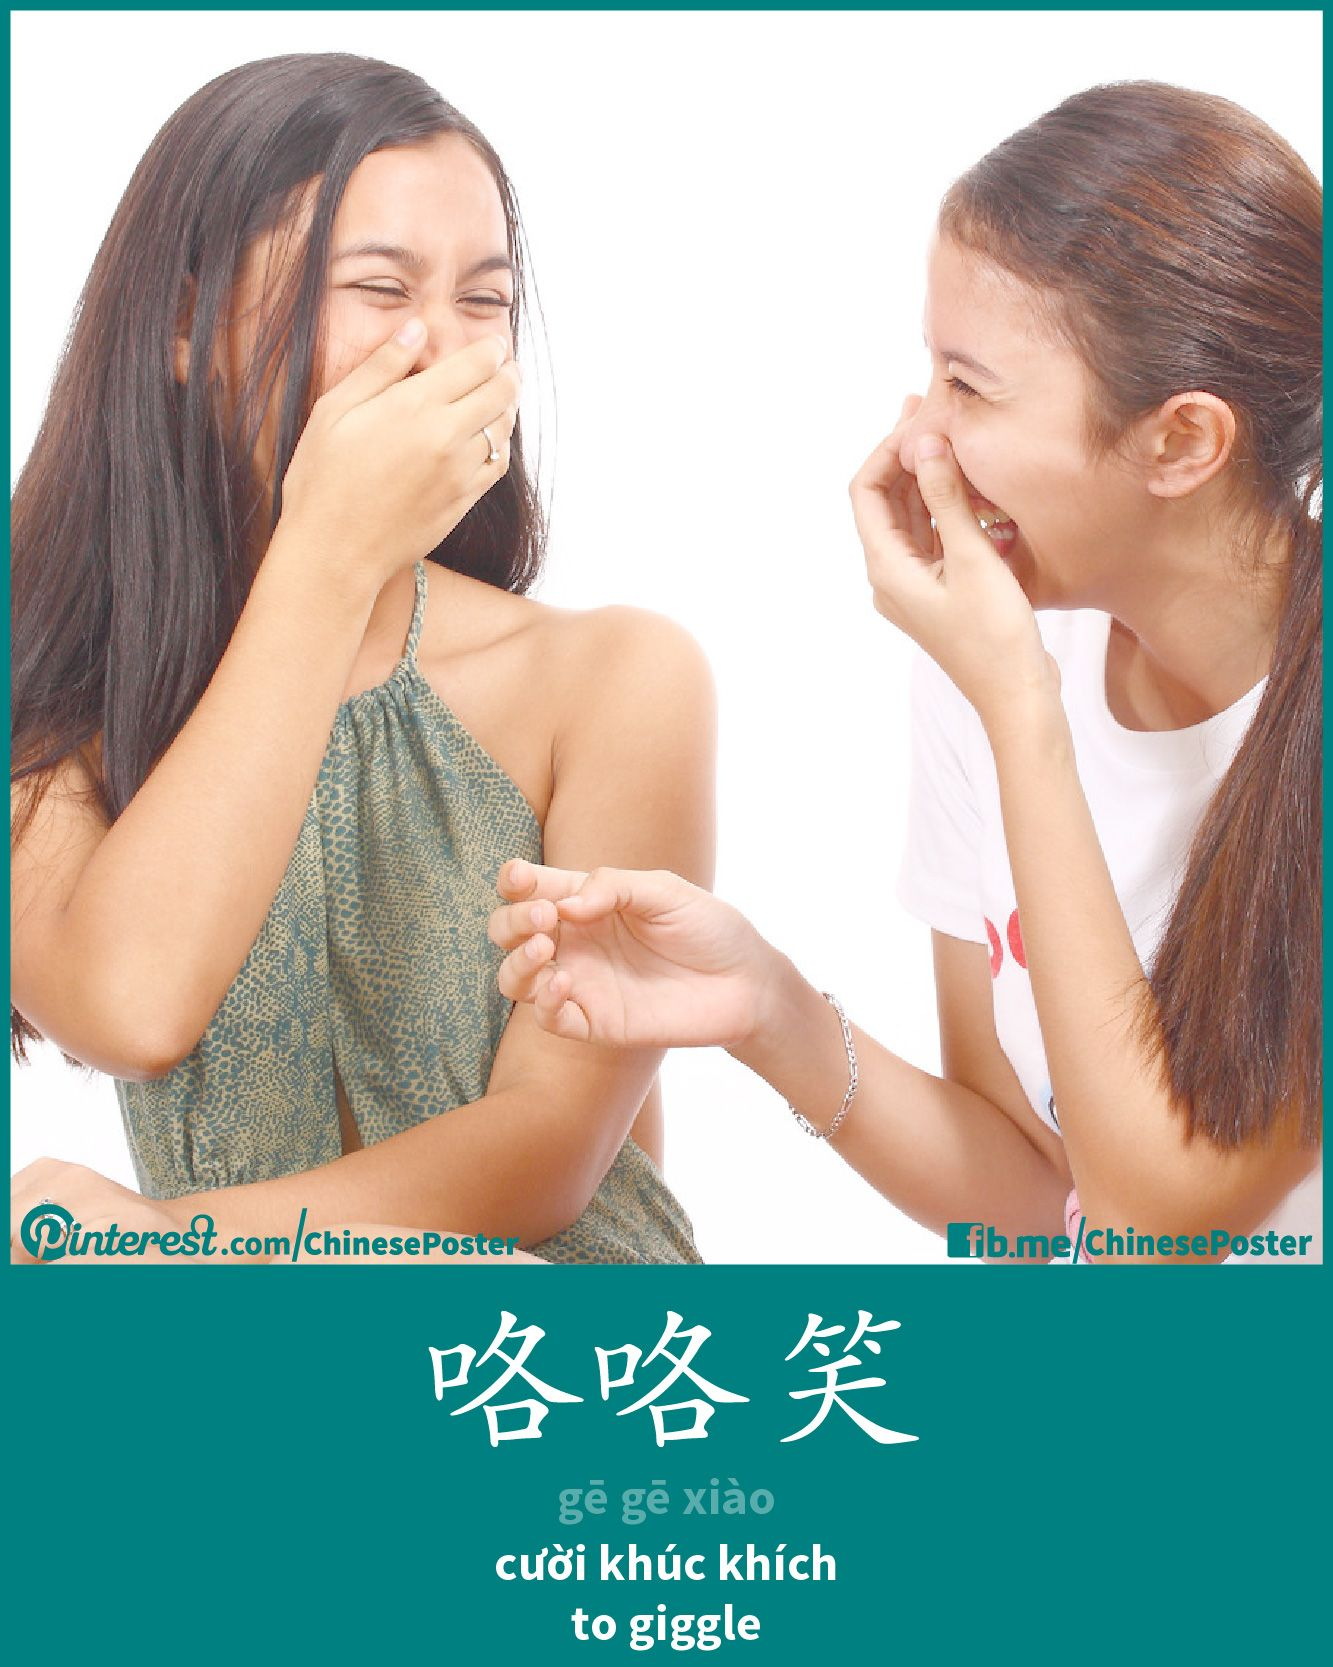 Pinterest.com/ChinesePoster
fb.me/ChinesePoster
咯咯笑
gē gē xiào
cười khúc khích
to giggle